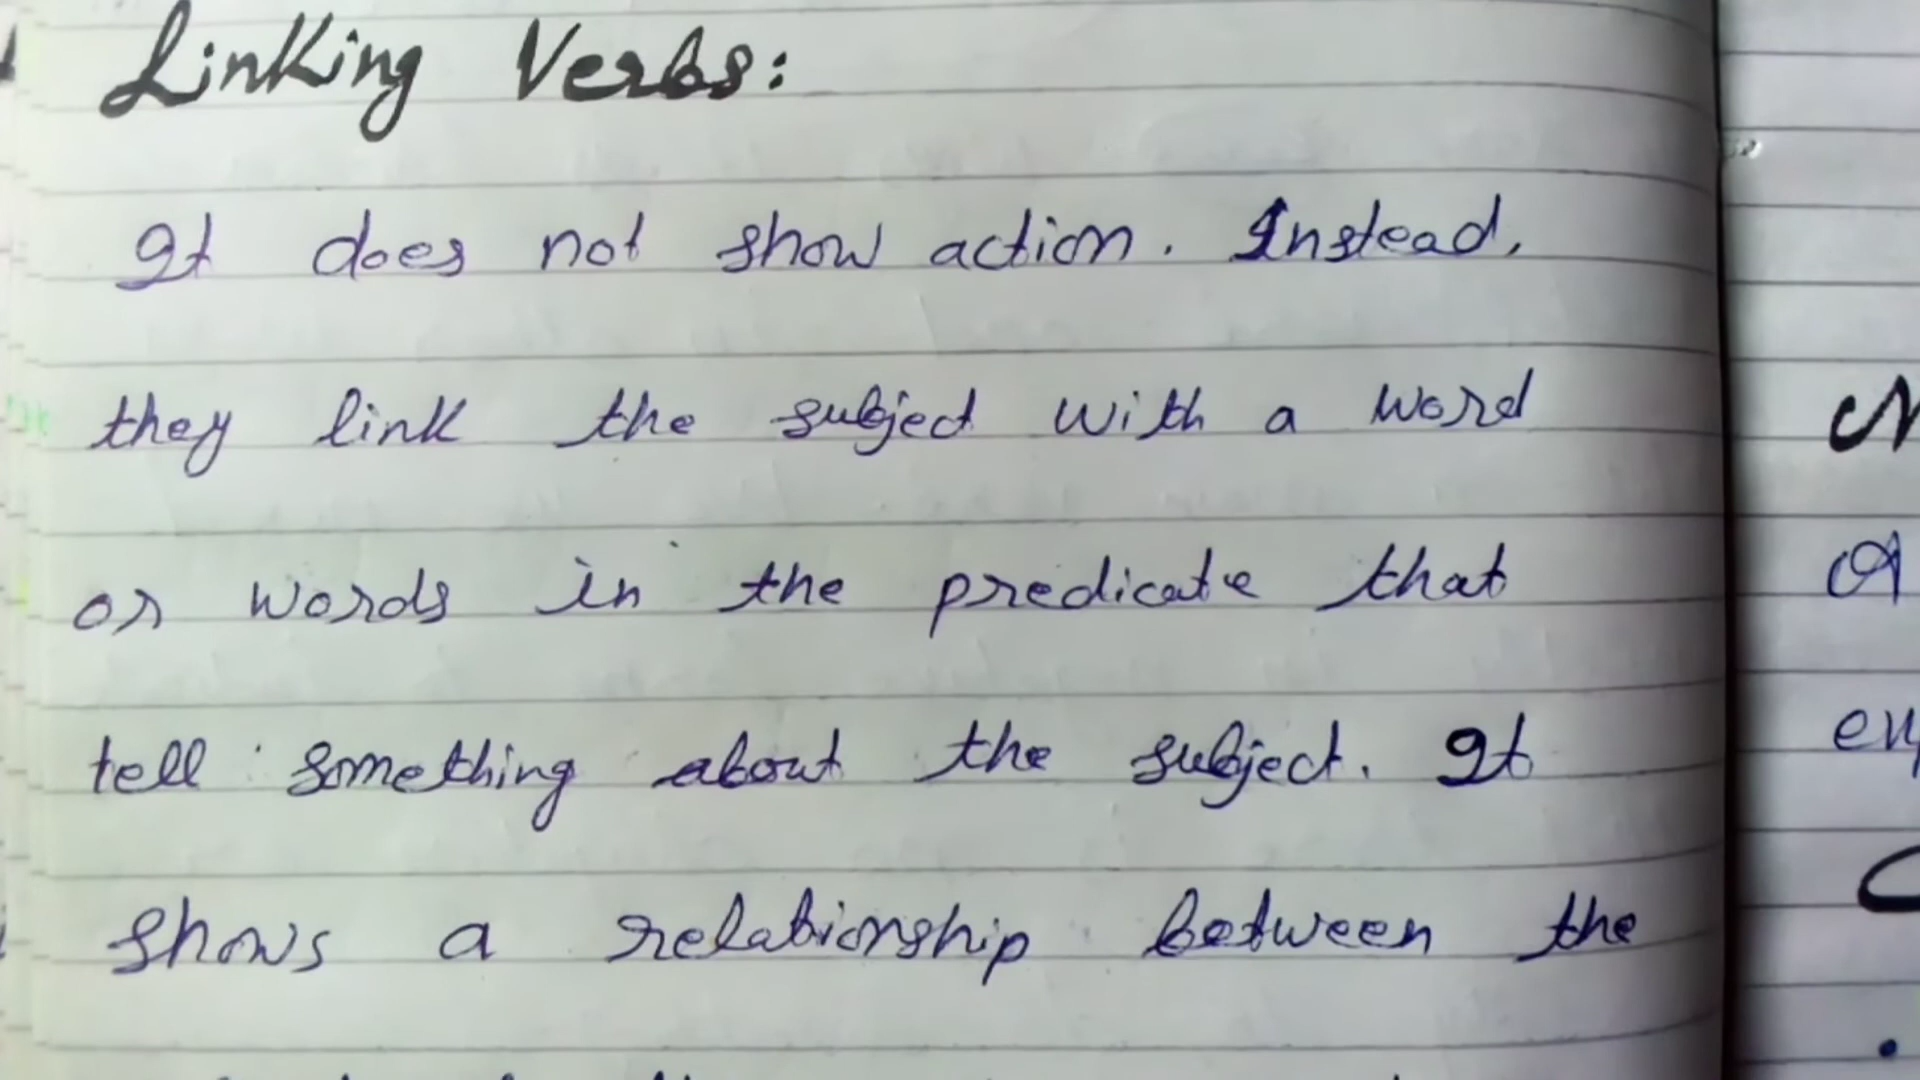 Linking Verbs:
It does not show action. Instead,
they link the subject with a word
or words in the predicate that
tell something about the subject. It
shows a relationship between the